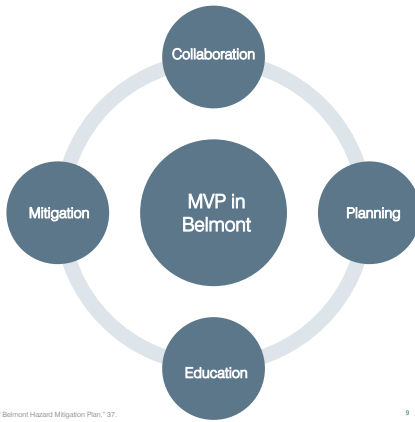 Collaboration
MVP in
Belmont
Mitigation
Planning
Education
Belmont Hazard Mitigation Plan," 37.
9